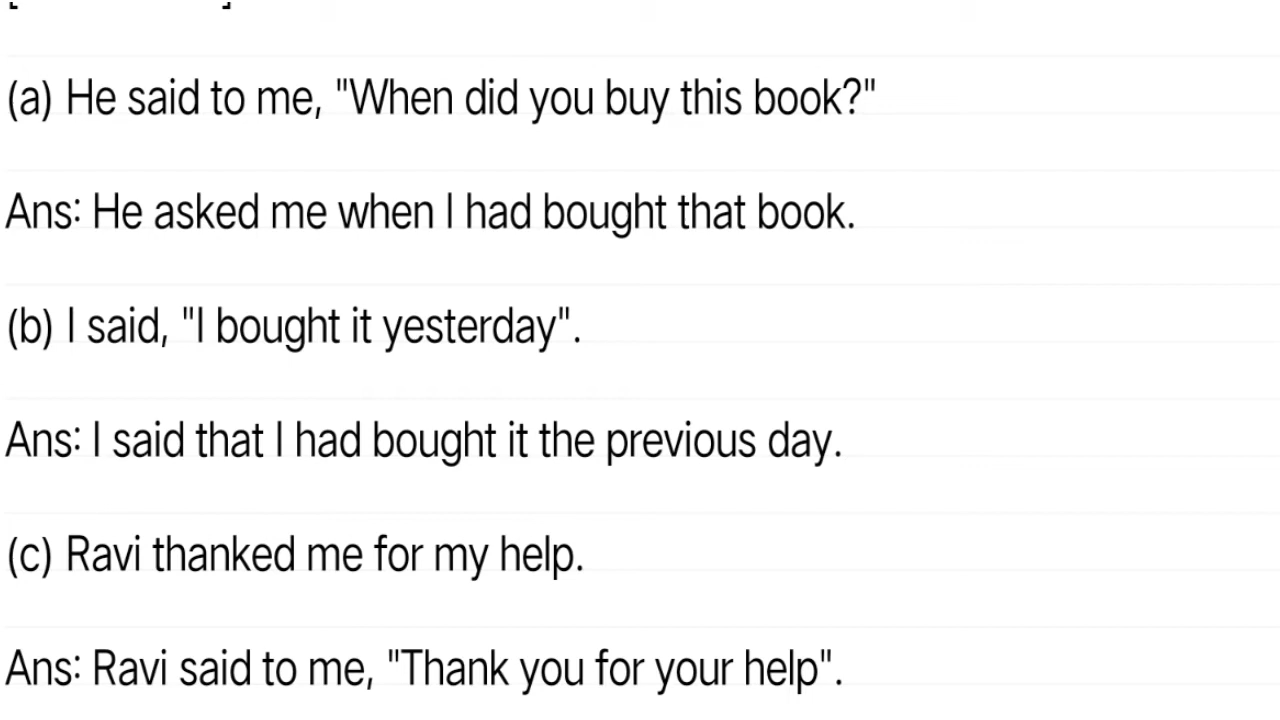 (a) He said to me, "When did you buy this book?"
Ans: He asked me when I had bought that book.
(b) I said, "I bought it yesterday".
Ans: I said that I had bought it the previous day.
(c) Ravi thanked me for my help.
Ans: Ravi said to me, "Thank you for your help".